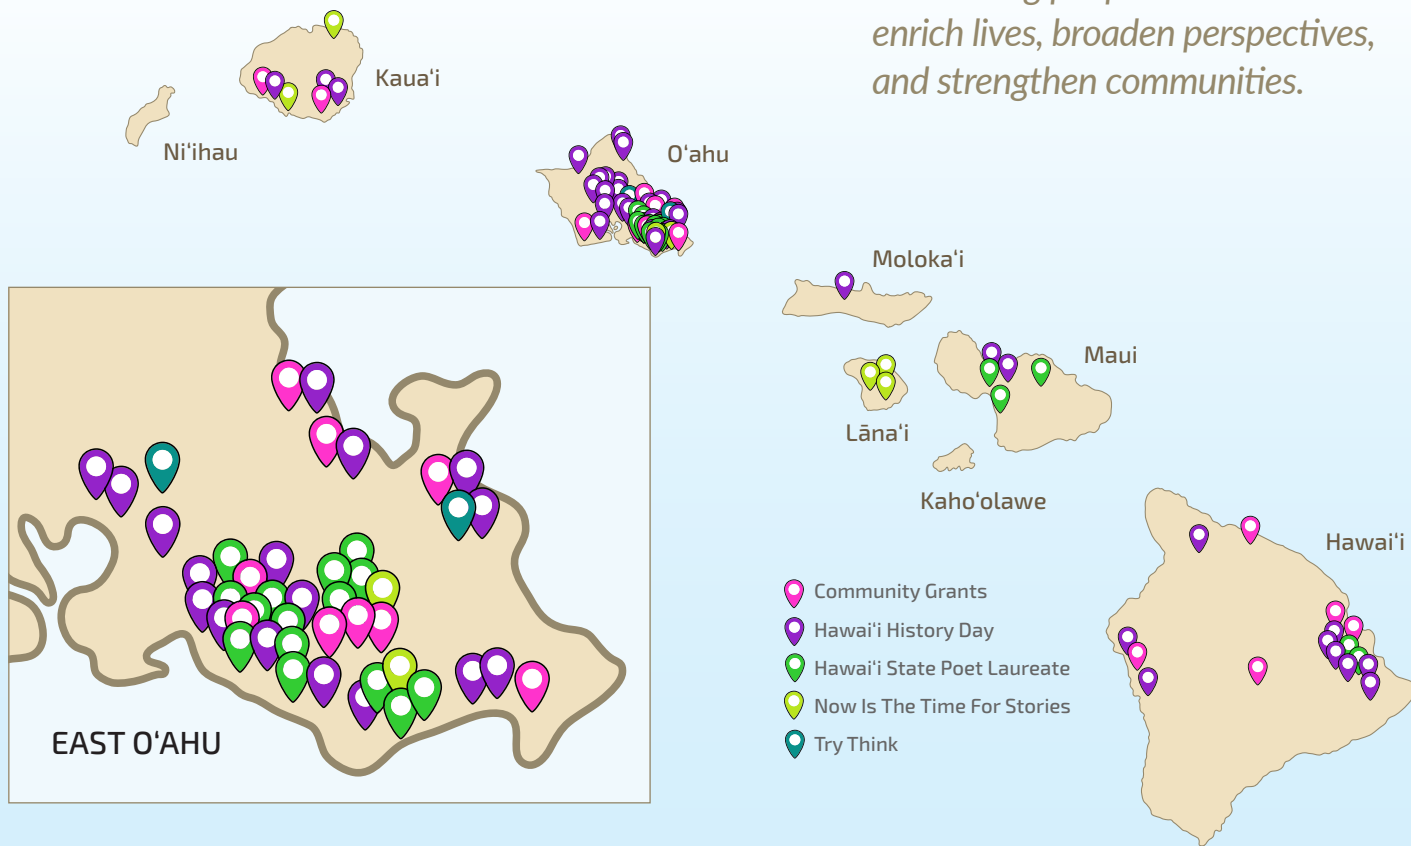 enrich lives, broaden perspectives,
and strengthen communities.
Kauaʻi
Niʻihau
Oʻahu
Molokaʻi
Maui
Lānaʻi
Kahoʻolawe
Hawaiʻi
Community Grants
Hawaiʻi History Day
Hawaiʻi State Poet Laureate
Now Is The Time For Stories
Try Think
EAST OʻAHU